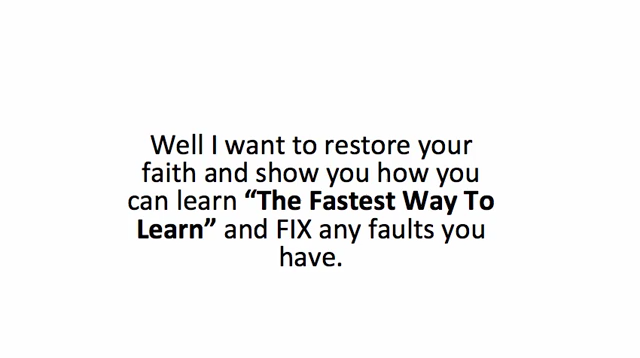 Well I want to restore your
faith and show you how you
can learn “The Fastest Way To
Learn” and FIX any faults you
have.